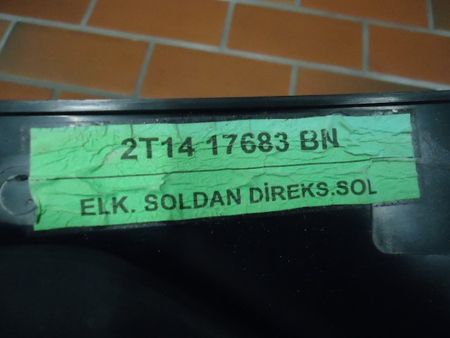 2T14 17683 BN
ELK. SOLDAN DİREKS.SOL